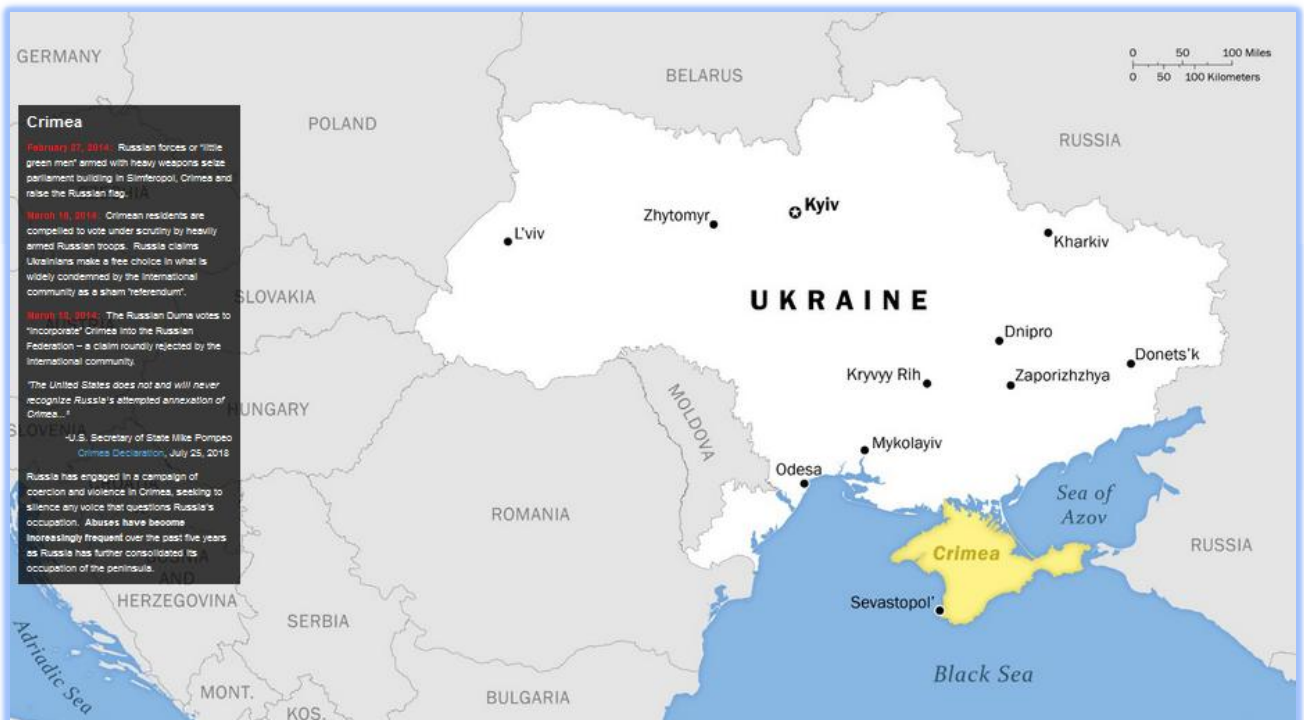 GERMANY
BELARUS
0 50 100 Miles
0 50 100 Kilometers
POLAND
RUSSIA
Crimea
February 27, 2014: Russian forces or "little
green men" armed with heavy weapons seize
parliament building in Simferopol, Crimea and
raise the Russian flag.
March 16, 2014: Crimean residents are
compelled to vote under scrutiny by heavily
armed Russian troops. Russia claims
Ukrainians make a free choice in what is
widely condemned by the international
community as a sham "referendum".
March 18, 2014: The Russian Duma votes to
"incorporate" Crimea into the Russian
Federation – a claim roundly rejected by the
international community.
"The United States does not and will never
recognize Russia's attempted annexation of
Crimea..."
-U.S. Secretary of State Mike Pompeo
Crimea Declaration, July 25, 2018
Russia has engaged in a campaign of
coercion and violence in Crimea, seeking to
silence any voice that questions Russia's
occupation. Abuses have become
increasingly frequent over the past five years
as Russia has further consolidated its
occupation of the peninsula.
Zhytomyr
Kyiv
L'viv
Kharkiv
SLOVAKIA
UKRAINE
Dnipro
Donets'k
Kryvyy Rih
Zaporizhzhya
HUNGARY
MOLDOVA
SLOVENIA
AUSTRIA
Mykolayiv
Odesa
Sea of
Azov
ROMANIA
Crimea
RUSSIA
BOSNIA
AND
HERZEGOVINA
Sevastopol'
SERBIA
Adriadic Sea
Black Sea
MONT.
KOS.
BULGARIA